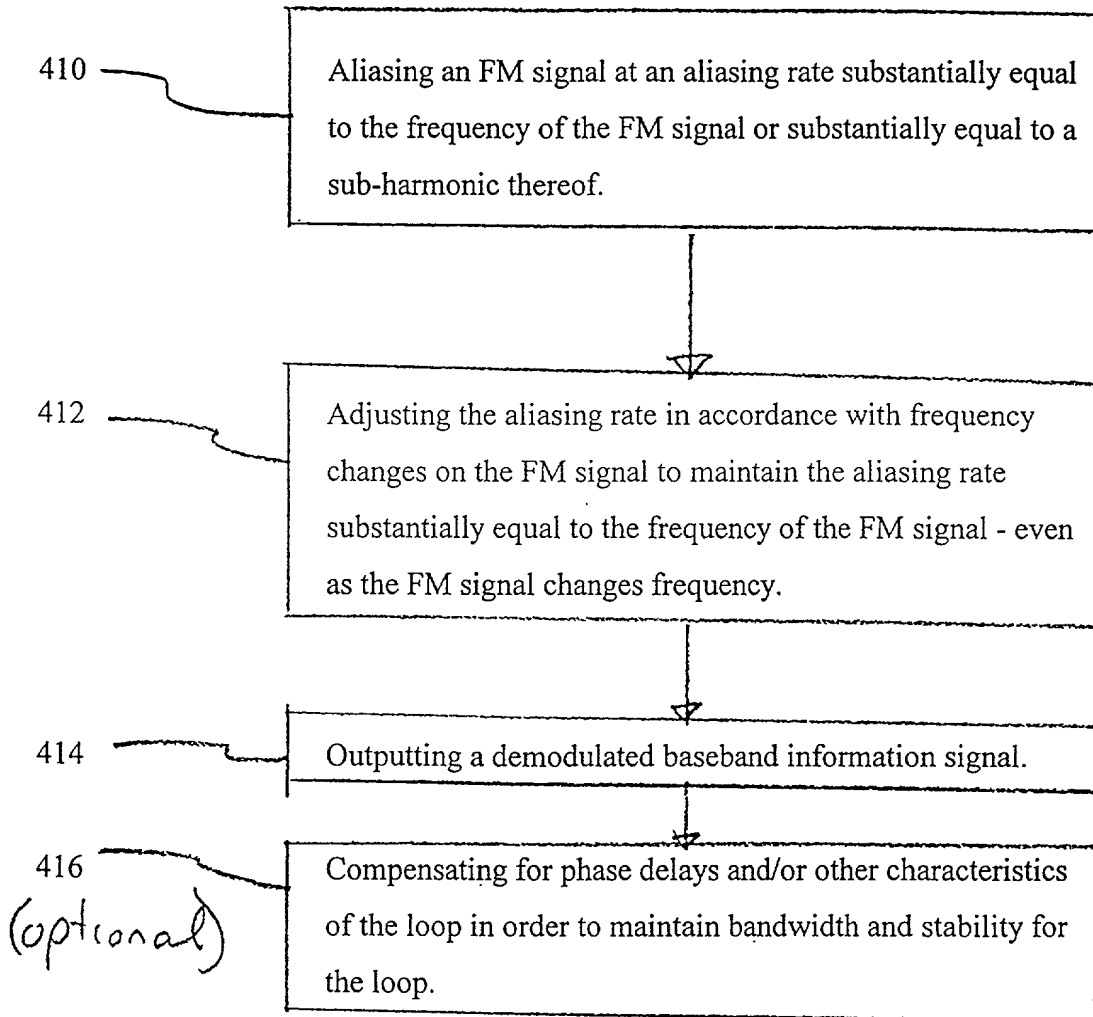 410
Aliasing an FM signal at an aliasing rate substantially equal
to the frequency of the FM signal or substantially equal to a
sub-harmonic thereof.
412
Adjusting the aliasing rate in accordance with frequency
changes on the FM signal to maintain the aliasing rate
substantially equal to the frequency of the FM signal - even
as the FM signal changes frequency.
414
Outputting a demodulated baseband information signal.
416
(optional)
Compensating for phase delays and/or other characteristics
of the loop in order to maintain bandwidth and stability for
the loop.